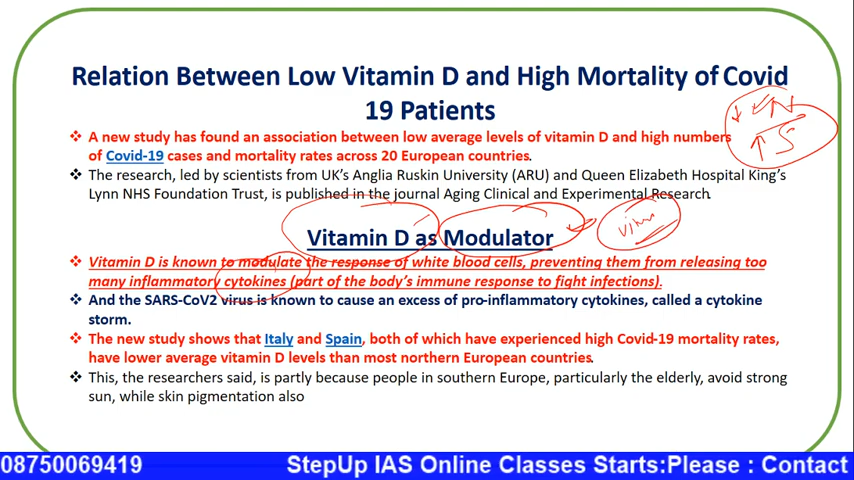 Relation Between Low Vitamin D and High Mortality of Covid
19 Patients
A new study has found an association between low average levels of vitamin D and high numbers
of Covid-19 cases and mortality rates across 20 European countries.
The research, led by scientists from UK's Anglia Ruskin University (ARU) and Queen Elizabeth Hospital King's
Lynn NHS Foundation Trust, is published in the journal Aging Clinical and Experimental Research.
Vitamin D as Modulator
virus
Vitamin D is known to modulate the response of white blood cells, preventing them from releasing too
many inflammatory cytokines (part of the body's immune response to fight infections).
And the SARS-CoV2 virus is known to cause an excess of pro-inflammatory cytokines, called a cytokine
storm.
The new study shows that Italy and Spain, both of which have experienced high Covid-19 mortality rates,
have lower average vitamin D levels than most northern European countries.
This, the researchers said, is partly because people in southern Europe, particularly the elderly, avoid strong
sun, while skin pigmentation also
08750069419 StepUp IAS Online Classes Starts:Please : Contact